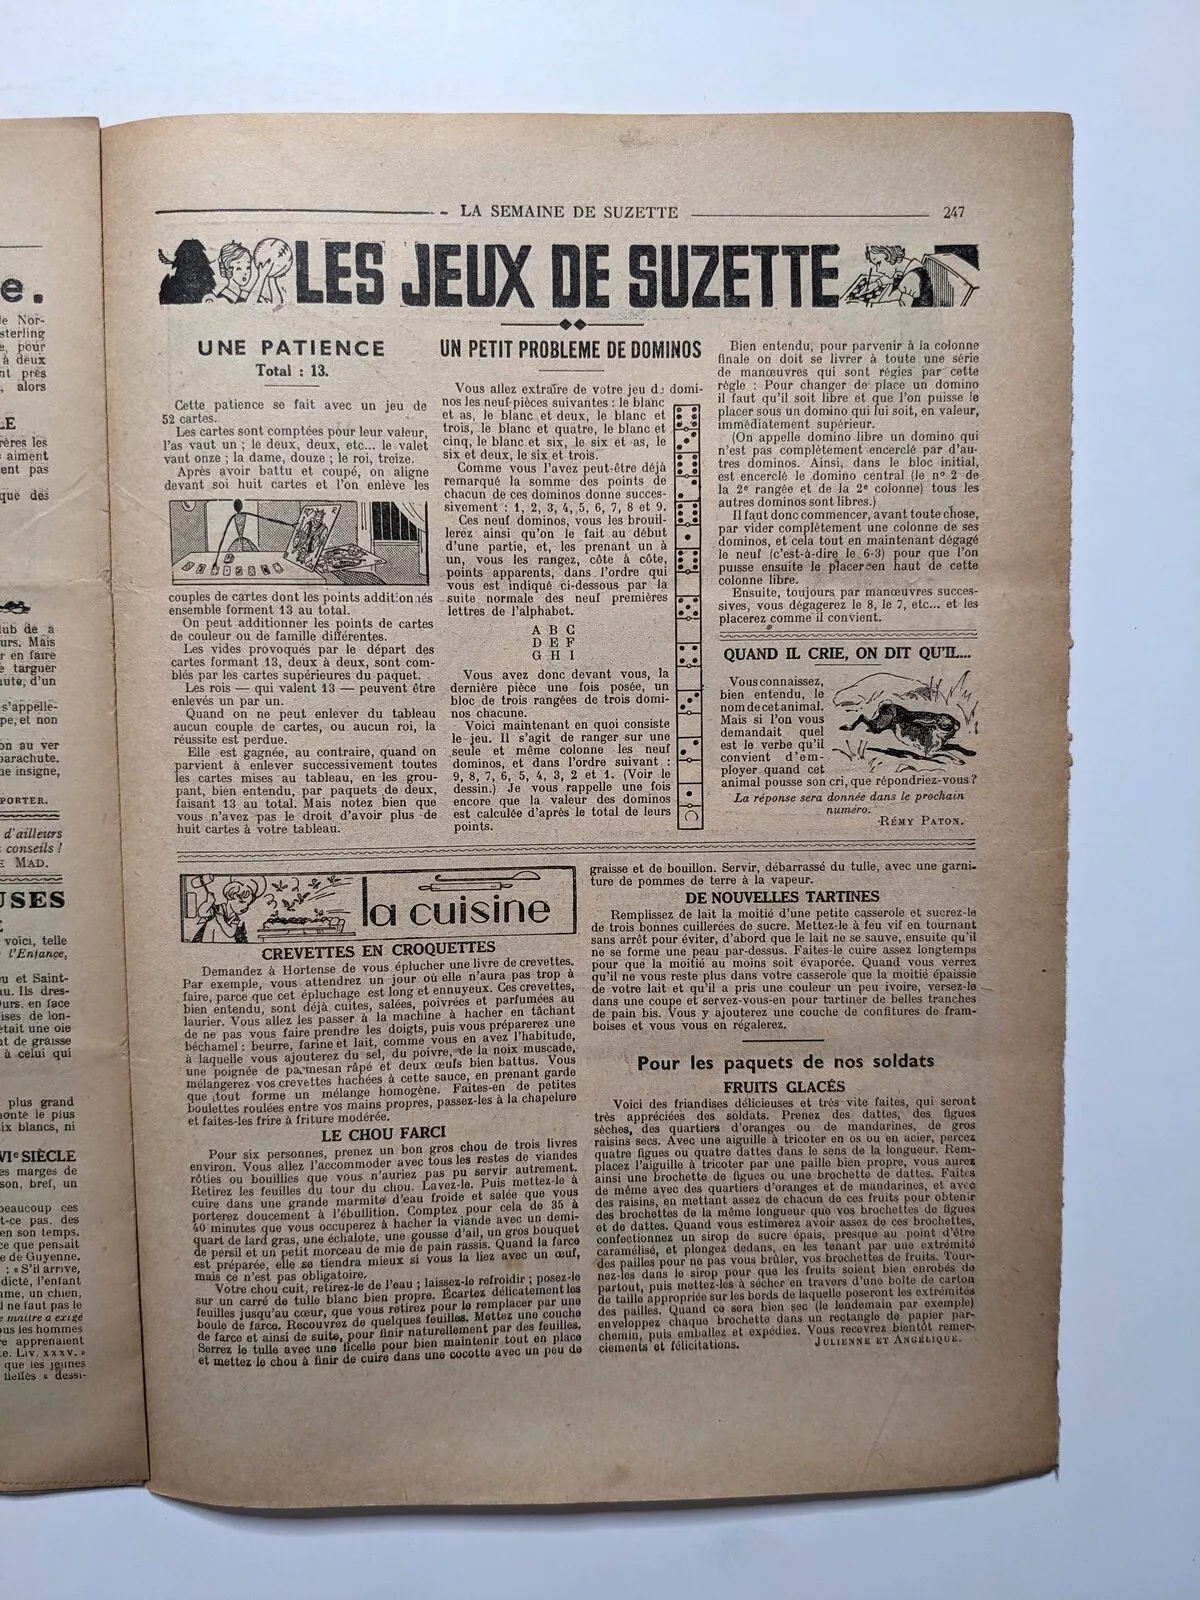 LA SEMAINE DE SUZETTE
247
LES JEUX DE SUZETTE
UNE PATIENCE
Total : 13.
Cette patience se fait avec un jeu de
52 cartes.
Les cartes sont comptées pour leur valeur,
l'as vaut un ; le deux, deux, etc... le valet
vaut onze ; la dame, douze ; le roi, treize.
Après avoir battu et coupé, on aligne
devant soi huit cartes et l'on enlève les
couples de cartes dont les points additionnés
ensemble forment 13 au total.
On peut additionner les points de cartes
de couleur ou de famille différentes.
Les vides provoqués par le départ des
cartes formant 13, deux à deux, sont com-
blés par les cartes supérieures du paquet.
Les rois — qui valent 13 — peuvent être
enlevés un par un.
Quand on ne peut enlever du tableau
aucun couple de cartes, ou aucun roi, la
réussite est perdue.
Elle est gagnée, au contraire, quand on
parvient à enlever successivement toutes
les cartes mises au tableau, en les grou-
pant, bien entendu, par paquets de deux,
faisant 13 au total. Mais notez bien que
vous n'avez pas le droit d'avoir plus de
huit cartes à votre tableau.
UN PETIT PROBLEME DE DOMINOS
Vous allez extraire de votre jeu de domi-
nos les neuf pièces suivantes : le blanc
et as, le blanc et deux, le blanc et
trois, le blanc et quatre, le blanc et
cinq, le blanc et six, le six et as, le
six et deux, le six et trois.
Comme vous l'avez peut-être déjà
remarqué la somme des points de
chacun de ces dominos donne succes-
sivement : 1, 2, 3, 4, 5, 6, 7, 8 et 9.
Ces neuf dominos, vous les brouil-
lerez ainsi qu'on le fait au début
d'une partie, et, les prenant un à
un, vous les rangez, côte à côte,
points apparents, dans l'ordre qui
vous est indiqué ci-dessous par la
suite normale des neuf premières
lettres de l'alphabet.
A B C
D E F
G H I
Vous avez donc devant vous, la
dernière pièce une fois posée, un
bloc de trois rangées de trois domi-
nos chacune.
Voici maintenant en quoi consiste
le jeu. Il s'agit de ranger sur une
seule et même colonne les neuf
dominos, et dans l'ordre suivant :
9, 8, 7, 6, 5, 4, 3, 2 et 1. (Voir le
dessin.) Je vous rappelle une fois
encore que la valeur des dominos
est calculée d'après le total de leurs
points.
Bien entendu, pour parvenir à la colonne
finale on doit se livrer à toute une série
de manœuvres qui sont régies par cette
règle : Pour changer de place un domino
il faut qu'il soit libre et que l'on puisse le
placer sous un domino qui lui soit, en valeur,
immédiatement supérieur.
(On appelle domino libre un domino qui
n'est pas complètement encerclé par d'au-
tres dominos. Ainsi, dans le bloc initial,
est encerclé le domino central (le nº 2 de
la 2e rangée et de la 2e colonne) tous les
autres dominos sont libres.)
Il faut donc commencer, avant toute chose,
par vider complètement une colonne de ses
dominos, et cela tout en maintenant dégagé
le neuf (c'est-à-dire le 6-3) pour que l'on
puisse ensuite le placer en haut de cette
colonne libre.
Ensuite, toujours par manœuvres succes-
sives, vous dégagerez le 8, le 7, etc... et les
placerez comme il convient.
QUAND IL CRIE, ON DIT QU'IL...
Vous connaissez,
bien entendu, le
nom de cet animal.
Mais si l'on vous
demandait quel
est le verbe qu'il
convient d'em-
ployer quand cet
animal pousse son cri, que répondriez-vous ?
La réponse sera donnée dans le prochain
numéro.
RÉMY PATON.
la cuisine
CREVETTES EN CROQUETTES
Demandez à Hortense de vous éplucher une livre de crevettes.
Par exemple, vous attendrez un jour où elle n'aura pas trop à
faire, parce que cet épluchage est long et ennuyeux. Ces crevettes,
bien entendu, sont déjà cuites, salées, poivrées et parfumées au
laurier. Vous allez les passer à la machine à hacher en tâchant
de ne pas vous faire prendre les doigts, puis vous préparerez une
béchamel : beurre, farine et lait, comme vous en avez l'habitude,
à laquelle vous ajouterez du sel, du poivre, de la noix muscade,
une poignée de parmesan râpé et deux œufs bien battus. Vous
mélangerez vos crevettes hachées à cette sauce, en prenant garde
que tout forme un mélange homogène. Faites-en de petites
boulettes roulées entre vos mains propres, passez-les à la chapelure
et faites-les frire à friture modérée.
LE CHOU FARCI
Pour six personnes, prenez un bon gros chou de trois livres
environ. Vous allez l'accommoder avec tous les restes de viandes
rôties ou bouillies que vous n'auriez pas pu servir autrement.
Retirez les feuilles du tour du chou. Lavez-le. Puis mettez-le à
cuire dans une grande marmite d'eau froide et salée que vous
porterez doucement à l'ébullition. Comptez pour cela de 35 à
40 minutes que vous occuperez à hacher la viande avec un demi-
quart de lard gras, une échalote, une gousse d'ail, un gros bouquet
de persil et un petit morceau de mie de pain rassis. Quand la farce
est préparée, elle se tiendra mieux si vous la liez avec un œuf,
mais ce n'est pas obligatoire.
Votre chou cuit, retirez-le de l'eau ; laissez-le refroidir ; posez-le
sur un carré de tulle blanc bien propre. Écartez délicatement les
feuilles jusqu'au cœur, que vous retirez pour le remplacer par une
boule de farce. Recouvrez de quelques feuilles. Mettez une couche
de farce et ainsi de suite, pour finir naturellement par des feuilles.
Serrez le tulle avec une ficelle pour bien maintenir tout en place
et mettez le chou à finir de cuire dans une cocotte avec un peu de
graisse et de bouillon. Servir, débarrassé du tulle, avec une garni-
ture de pommes de terre à la vapeur.
DE NOUVELLES TARTINES
Remplissez de lait la moitié d'une petite casserole et sucrez-le
de trois bonnes cuillerées de sucre. Mettez-le à feu vif en tournant
sans arrêt pour éviter, d'abord que le lait ne se sauve, ensuite qu'il
ne se forme une peau par-dessus. Faites-le cuire assez longtemps
pour que la moitié au moins soit évaporée. Quand vous verrez
qu'il ne vous reste plus dans votre casserole que la moitié épaissie
de votre lait et qu'il a pris une couleur un peu ivoire, versez-le
dans une coupe et servez-vous-en pour tartiner de belles tranches
de pain bis. Vous y ajouterez une couche de confitures de fram-
boises et vous vous en régalerez.
Pour les paquets de nos soldats
FRUITS GLACÉS
Voici des friandises délicieuses et très vite faites, qui seront
très appréciées des soldats. Prenez des dattes, des figues
sèches, des quartiers d'oranges ou de mandarines, de gros
raisins secs. Avec une aiguille à tricoter en os ou en acier, percez
quatre figues ou quatre dattes dans le sens de la longueur. Rem-
placez l'aiguille à tricoter par une paille bien propre, vous aurez
ainsi une brochette de figues ou une brochette de dattes. Faites
de même avec des quartiers d'oranges et de mandarines, et avec
des raisins, en mettant assez de chacun de ces fruits pour obtenir
des brochettes de la même longueur que vos brochettes de figues
et de dattes. Quand vous estimerez avoir assez de ces brochettes,
confectionnez un sirop de sucre épais, presque au point d'être
caramélisé, et plongez dedans, en les tenant par une extrémité
des pailles pour ne pas vous brûler, vos brochettes de fruits. Tour-
nez-les dans le sirop pour que les fruits soient bien enrobés de
partout, puis mettez-les à sécher en travers d'une boîte de carton
de taille appropriée sur les bords de laquelle poseront les extrémités
des pailles. Quand ce sera bien sec (le lendemain par exemple)
enveloppez chaque brochette dans un rectangle de papier par-
chemin, puis emballez et expédiez. Vous recevrez bientôt remer-
ciements et félicitations.
JULIENNE ET ANGÉLIQUE.